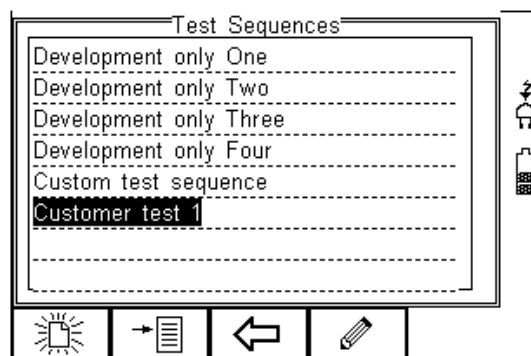 Test Sequences
Development only One
Development only Two
Development only Three
Development only Four
Custom test sequence
Customer test 1